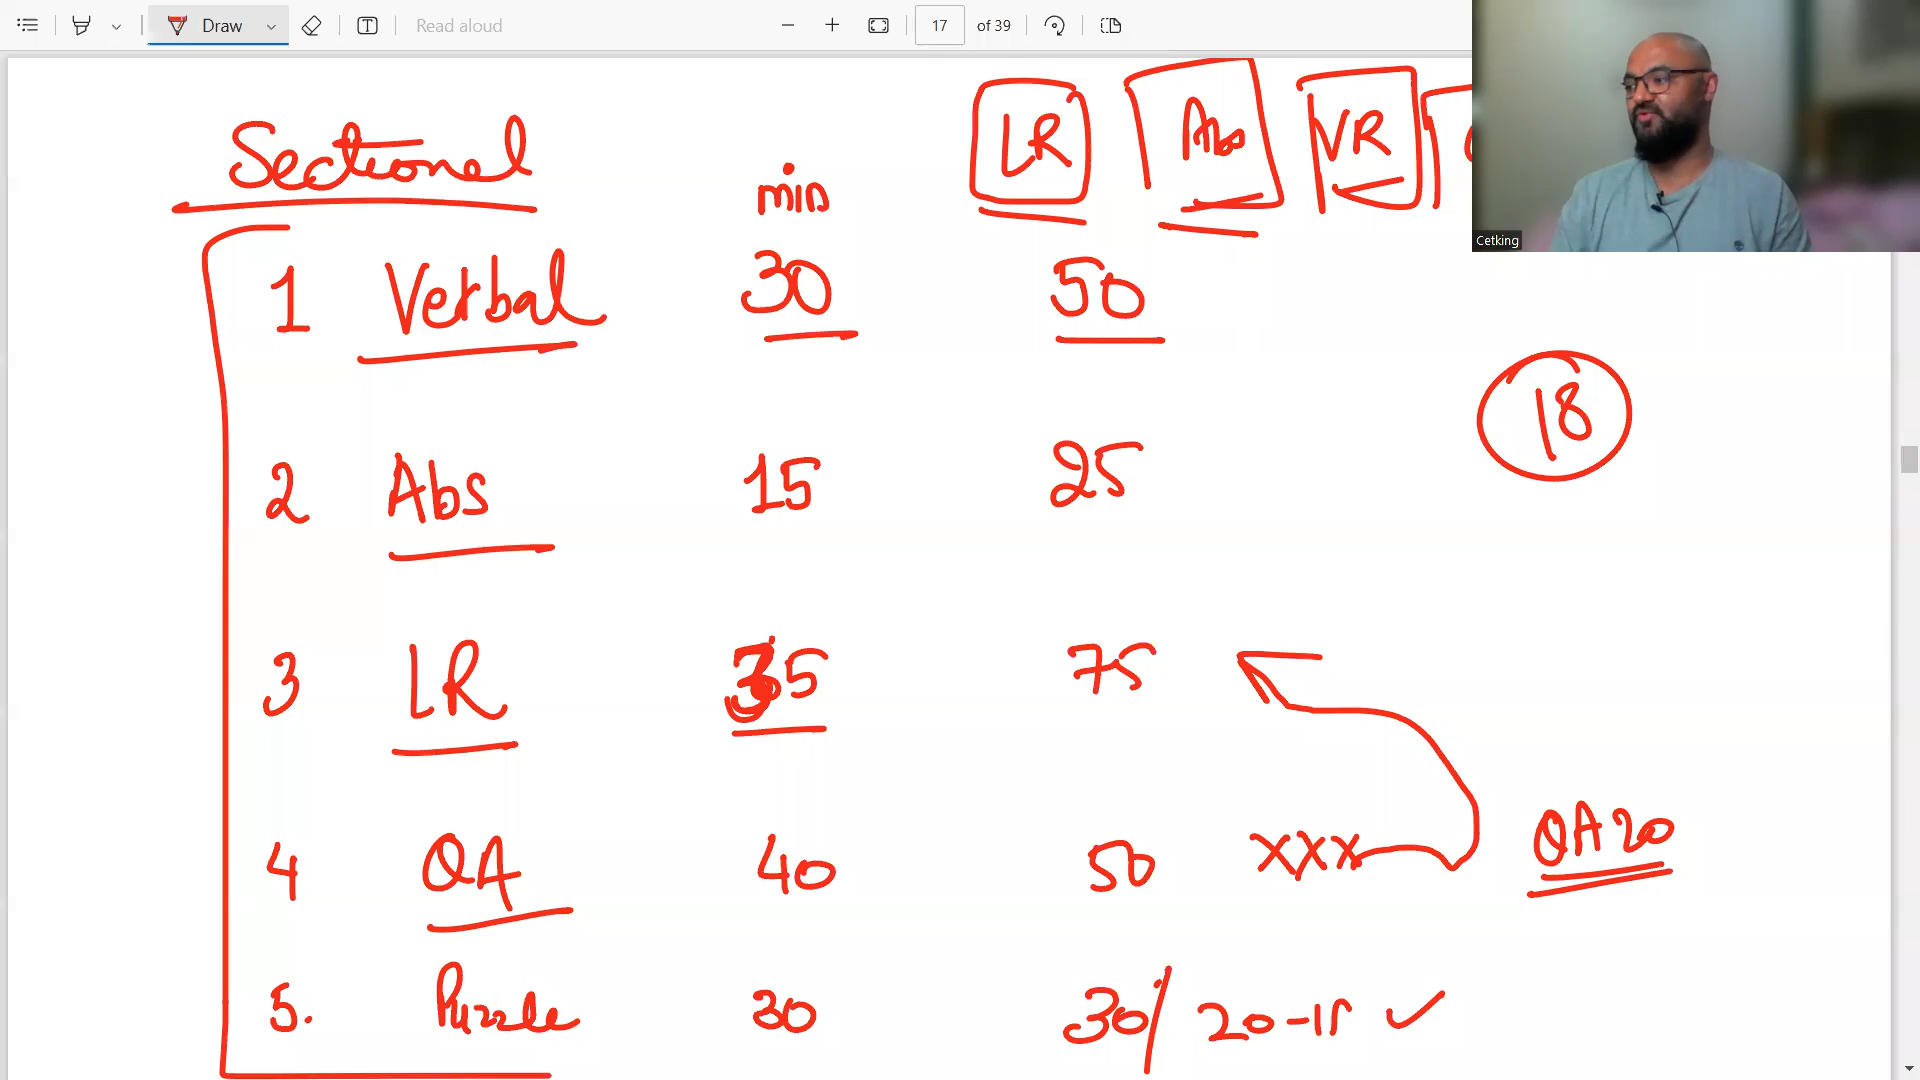 Draw
Read aloud
17 of 39
Cetking
LR Abs VR
Sectional min
1 Verbal 30 50
18
2 Abs 15 25
3 LR 35 75
4 QA 40 50 xxx QA 20
5. Puzzle 30 30/ 20-15 ✓